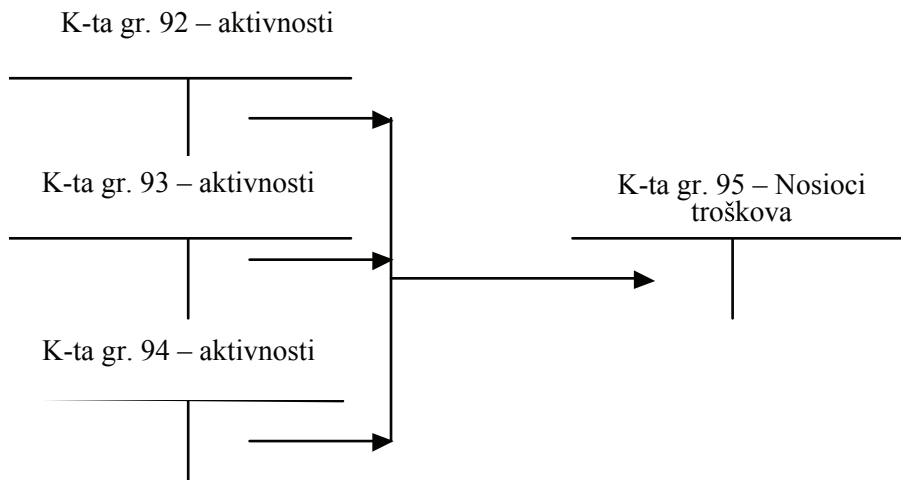 K-ta gr. 92 – aktivnosti
K-ta gr. 93 – aktivnosti
K-ta gr. 94 – aktivnosti
K-ta gr. 95 – Nosioci
troškova